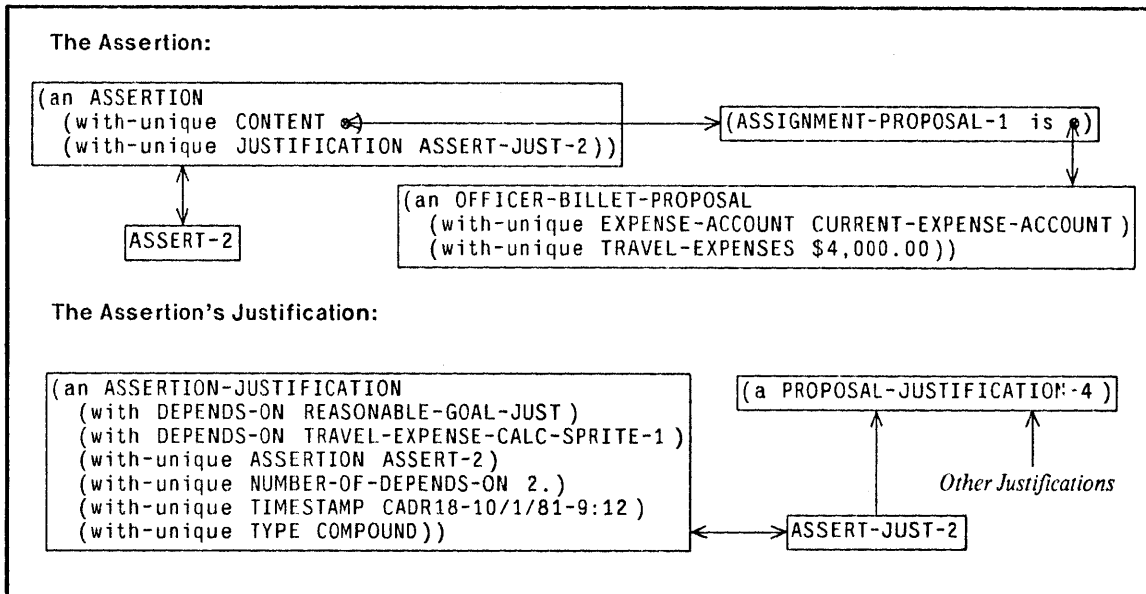 The Assertion:
(an ASSERTION
(with-unique CONTENT )
(with-unique JUSTIFICATION ASSERT-JUST-2))
(ASSIGNMENT-PROPOSAL-1 is )
ASSERT-2
(an OFFICER-BILLET-PROPOSAL
(with-unique EXPENSE-ACCOUNT CURRENT-EXPENSE-ACCOUNT)
(with-unique TRAVEL-EXPENSES $4,000.00))
The Assertion's Justification:
(an ASSERTION-JUSTIFICATION
(with DEPENDS-ON REASONABLE-GOAL-JUST)
(with DEPENDS-ON TRAVEL-EXPENSE-CALC-SPRITE-1)
(with-unique ASSERTION ASSERT-2)
(with-unique NUMBER-OF-DEPENDS-ON 2.)
(with-unique TIMESTAMP CADR18-10/1/81-9:12)
(with-unique TYPE COMPOUND))
(a PROPOSAL-JUSTIFICATION-4)
Other Justifications
ASSERT-JUST-2